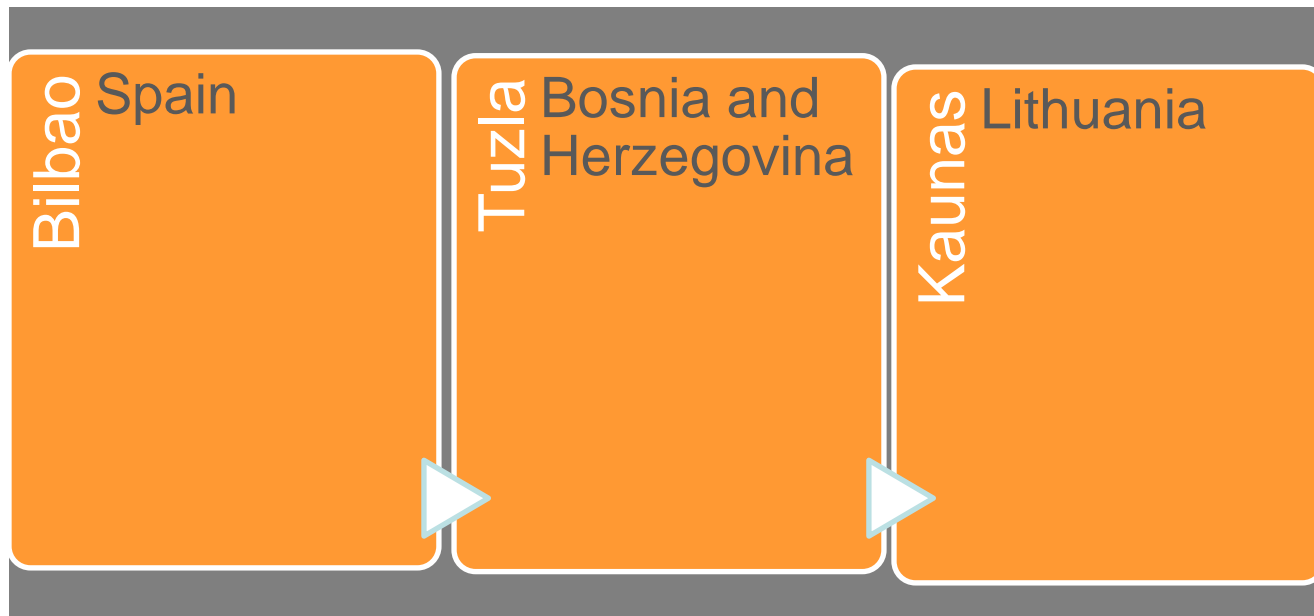 Bilbao
Spain
Tuzla
Bosnia and
Herzegovina
Kaunas
Lithuania